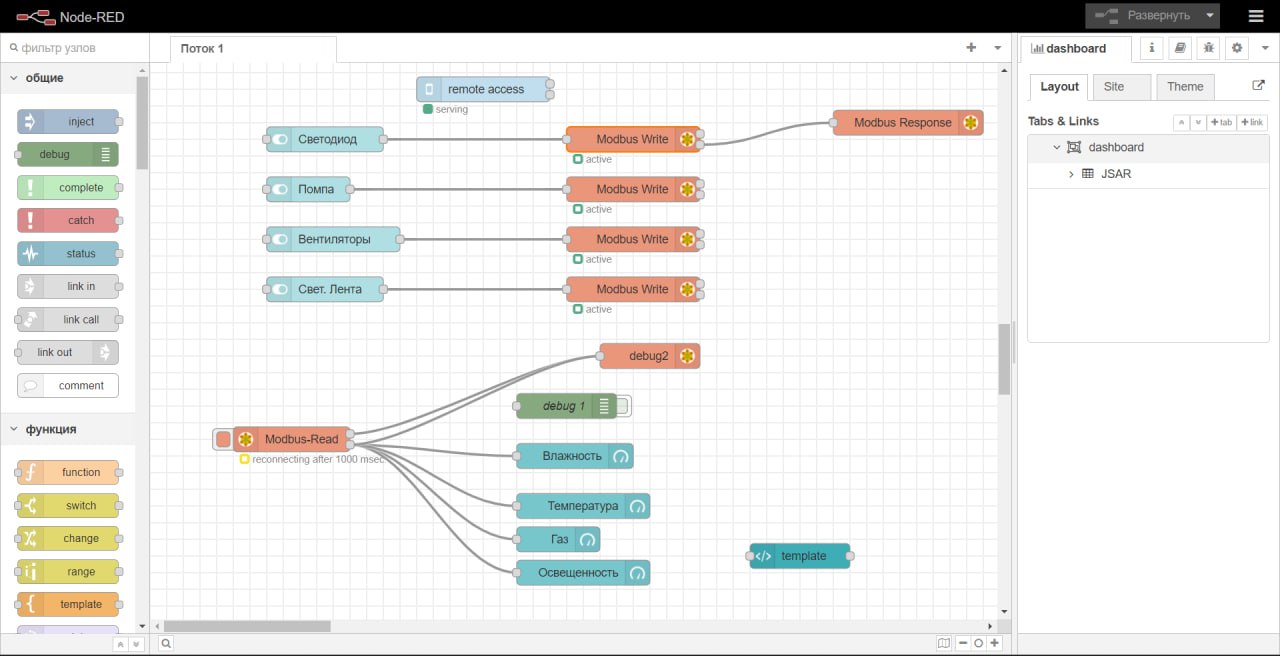 Node-RED
Развернуть
фильтр узлов
Поток 1
dashboard
общие
inject
debug
complete
catch
status
link in
link call
link out
comment
функция
function
switch
change
range
template
remote access
serving
Светодиод
Modbus Write
active
Modbus Response
Помпа
Modbus Write
active
Вентиляторы
Modbus Write
active
Свет. Лента
Modbus Write
active
debug2
debug 1
Modbus-Read
reconnecting after 1000 msec
Влажность
Температура
Газ
Освещенность
template
Layout
Site
Theme
Tabs & Links
tab
link
dashboard
JSAR